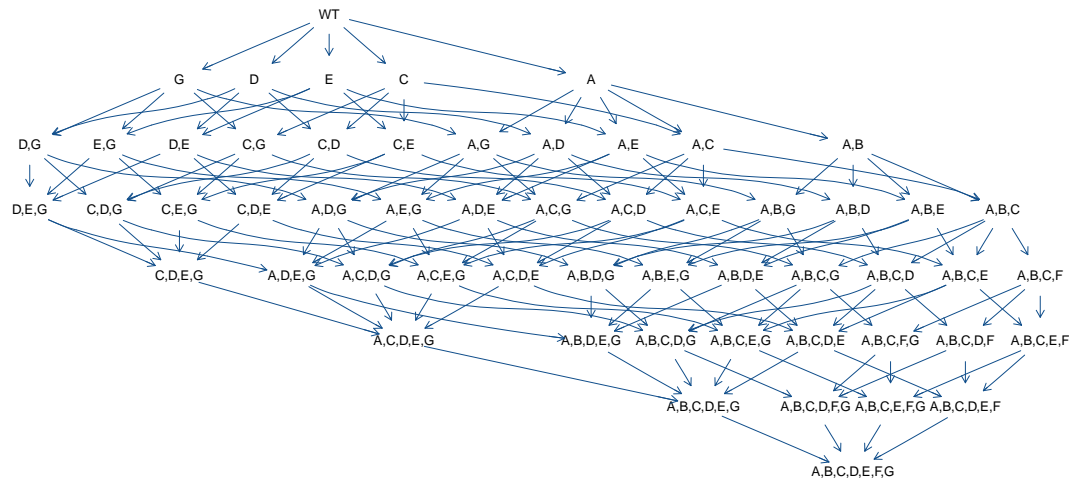 WT
G D E C A
D,G E,G D,E C,G C,D C,E A,G A,D A,E A,C A,B
D,E,G C,D,G C,E,G C,D,E A,D,G A,E,G A,D,E A,C,G A,C,D A,C,E A,B,G A,B,D A,B,E A,B,C
C,D,E,G A,D,E,G A,C,D,G A,C,E,G A,C,D,E A,B,D,G A,B,E,G A,B,D,E A,B,C,G A,B,C,D A,B,C,E A,B,C,F
A,C,D,E,G A,B,D,E,G A,B,C,D,G A,B,C,E,G A,B,C,D,E A,B,C,F,G A,B,C,D,F A,B,C,E,F
A,B,C,D,E,G A,B,C,D,F,G A,B,C,E,F,G A,B,C,D,E,F
A,B,C,D,E,F,G